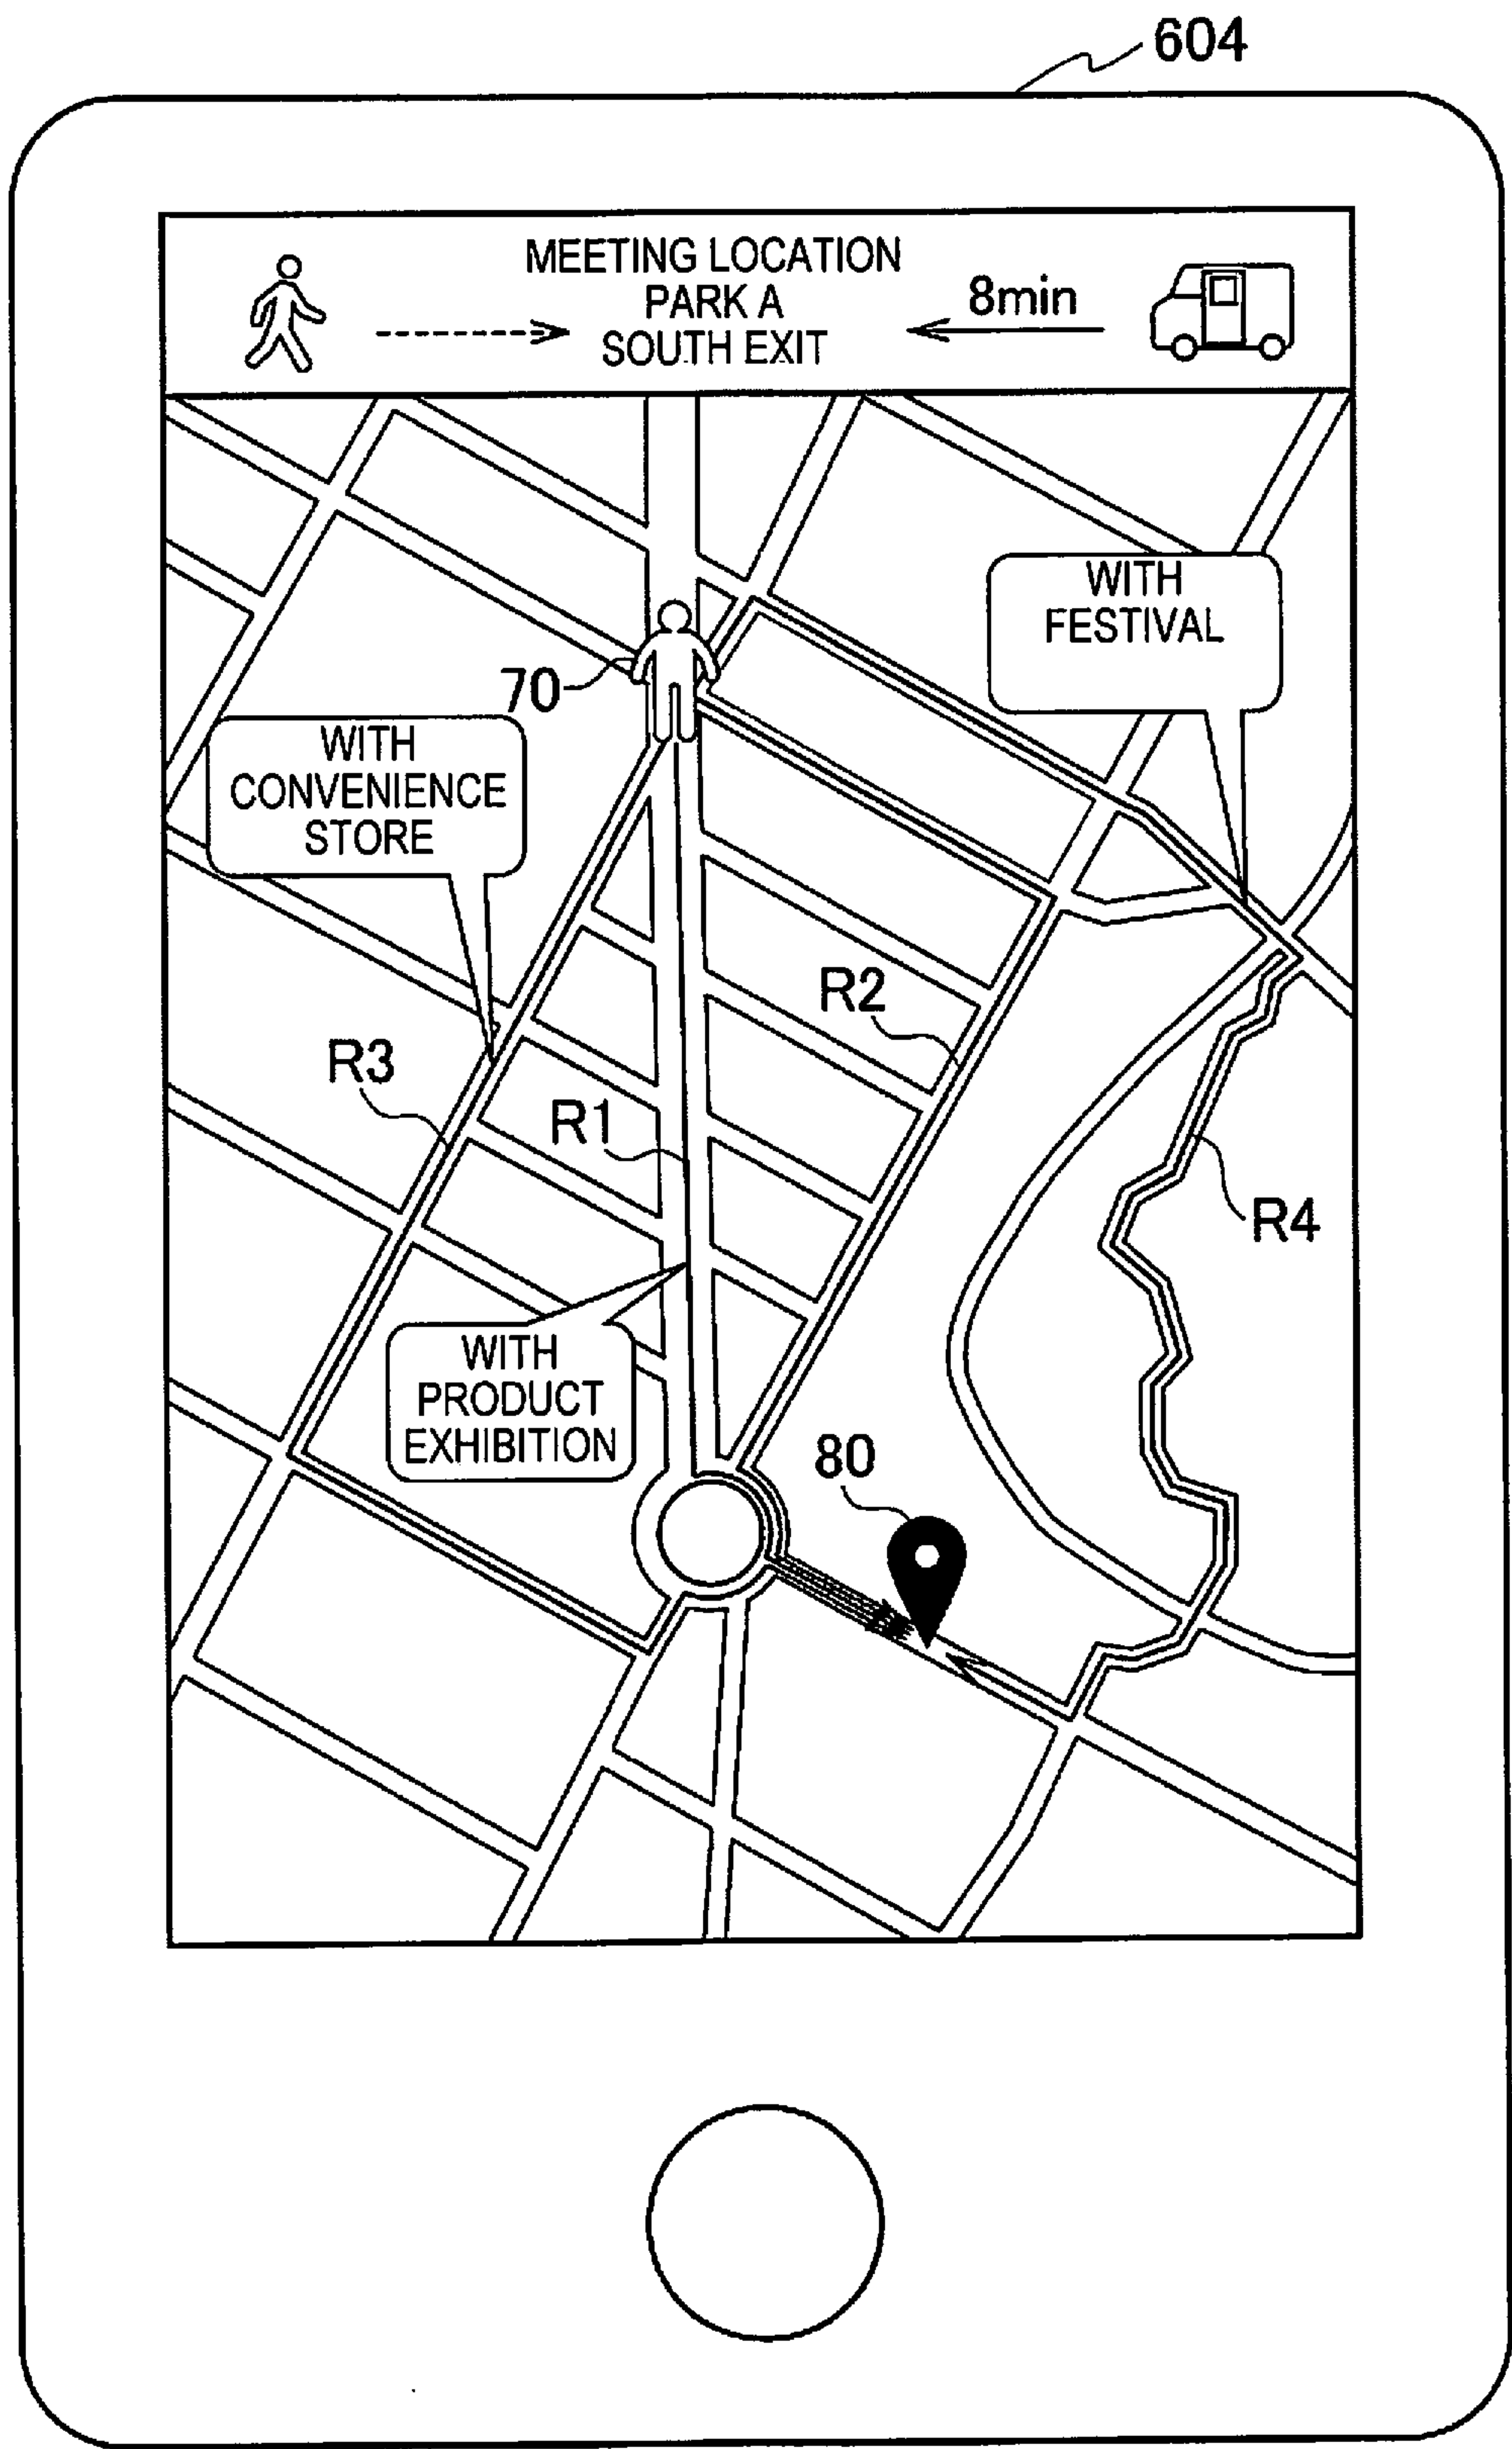 604
MEETING LOCATION
PARK A
SOUTH EXIT
8min
WITH
FESTIVAL
70
WITH
CONVENIENCE
STORE
R2
R3
R1
R4
WITH
PRODUCT
EXHIBITION
80